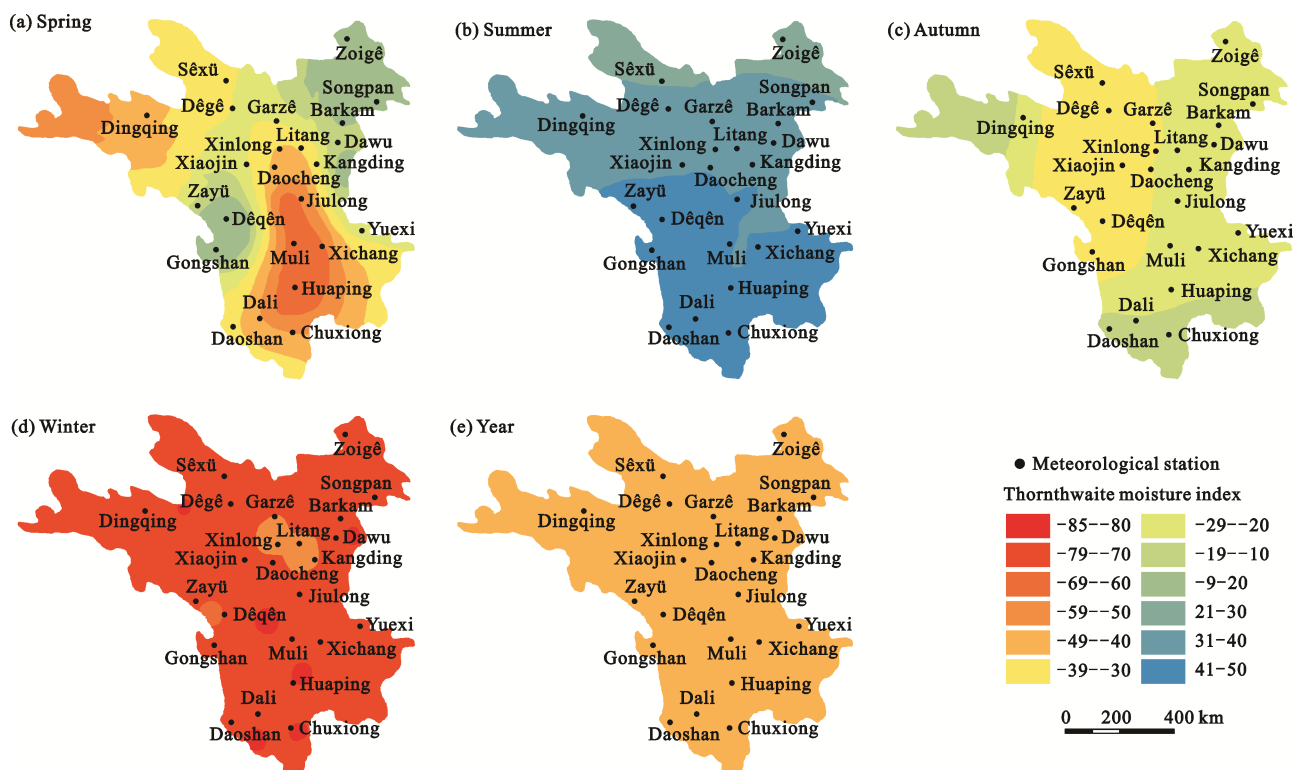 (a) Spring
Zoigê
Sêxü
Songpan
Dêgê
Garzê
Barkam
Dingqing
Litang
Dawu
Xinlong
Xiaojin
Kangding
Daocheng
Zayü
Jiulong
Dêqên
Yuexi
Gongshan
Muli
Xichang
Huaping
Dali
Daoshan
Chuxiong
(b) Summer
Zoigê
Sêxü
Songpan
Dêgê
Garzê
Barkam
Dingqing
Litang
Dawu
Xinlong
Xiaojin
Kangding
Daocheng
Zayü
Jiulong
Dêqên
Yuexi
Gongshan
Muli
Xichang
Huaping
Dali
Daoshan
Chuxiong
(c) Autumn
Zoigê
Sêxü
Songpan
Dêgê
Garzê
Barkam
Dingqing
Litang
Dawu
Xinlong
Xiaojin
Kangding
Daocheng
Zayü
Jiulong
Dêqên
Yuexi
Gongshan
Muli
Xichang
Huaping
Dali
Daoshan
Chuxiong
(d) Winter
Zoigê
Sêxü
Songpan
Dêgê
Garzê
Barkam
Dingqing
Litang
Dawu
Xinlong
Xiaojin
Kangding
Daocheng
Zayü
Jiulong
Dêqên
Yuexi
Gongshan
Muli
Xichang
Huaping
Dali
Daoshan
Chuxiong
(e) Year
Zoigê
Sêxü
Songpan
Dêgê
Garzê
Barkam
Dingqing
Litang
Dawu
Xinlong
Xiaojin
Kangding
Daocheng
Zayü
Jiulong
Dêqên
Yuexi
Gongshan
Muli
Xichang
Huaping
Dali
Daoshan
Chuxiong
Meteorological station
Thornthwaite moisture index
-85--80
-79--70
-69--60
-59--50
-49--40
-39--30
-29--20
-19--10
-9-20
21-30
31-40
41-50
0 200 400 km